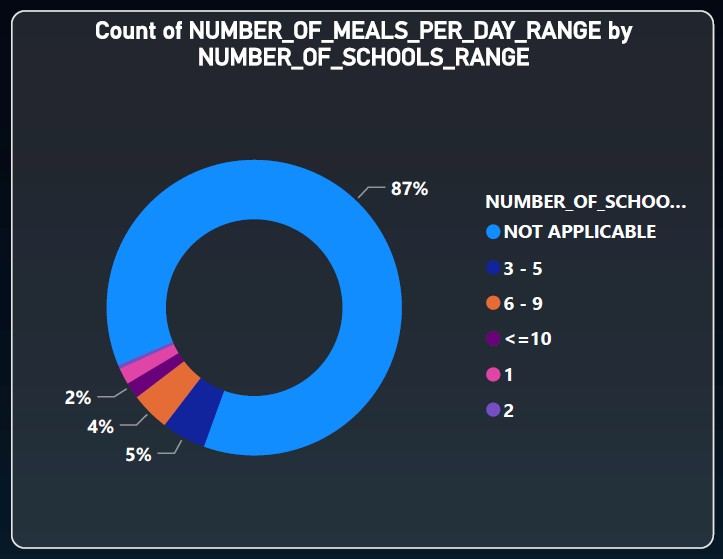 Count of NUMBER_OF_MEALS_PER_DAY_RANGE by
NUMBER_OF_SCHOOLS_RANGE
87%
2%
4%
5%
NUMBER_OF_SCHOO...
NOT APPLICABLE
3 - 5
6 - 9
<=10
1
2